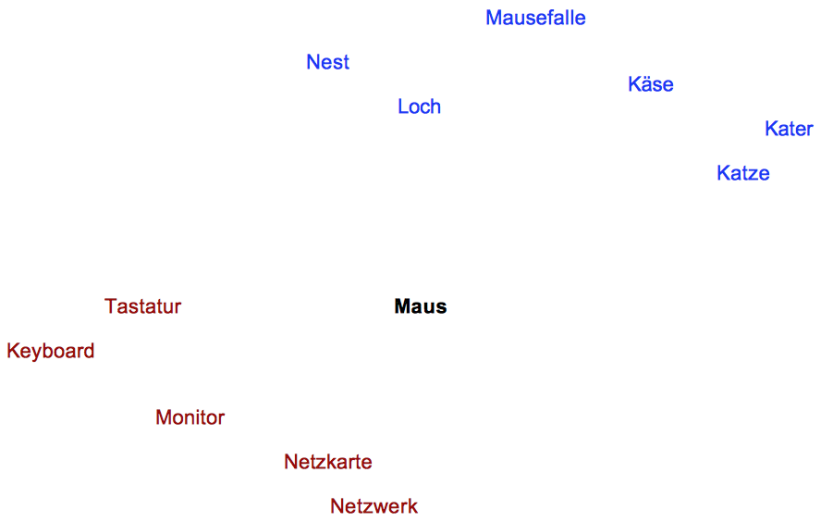 Mausefalle
Nest
Käse
Loch
Kater
Katze
Tastatur
Maus
Keyboard
Monitor
Netzkarte
Netzwerk